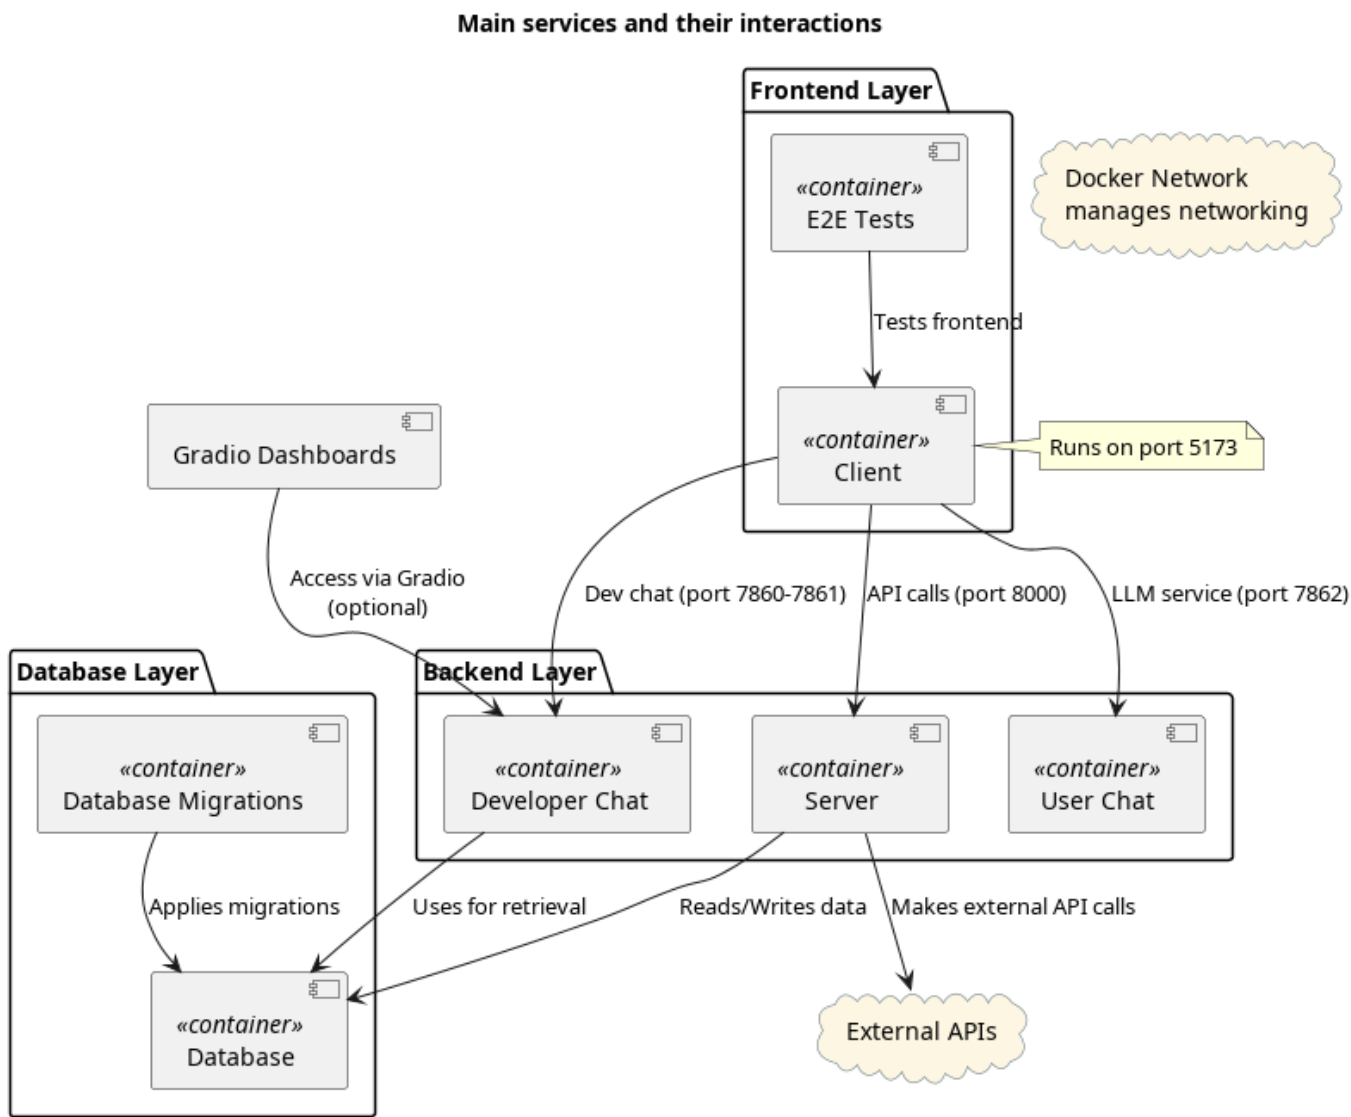 Main services and their interactions
Frontend Layer
«container»
E2E Tests
Docker Network
manages networking
Tests frontend
Gradio Dashboards
«container»
Client
Runs on port 5173
Access via Gradio
(optional)
Dev chat (port 7860-7861)
API calls (port 8000)
LLM service (port 7862)
Database Layer
Backend Layer
«container»
Database Migrations
«container»
Developer Chat
«container»
Server
«container»
User Chat
Applies migrations
Uses for retrieval
Reads/Writes data
Makes external API calls
«container»
Database
External APIs